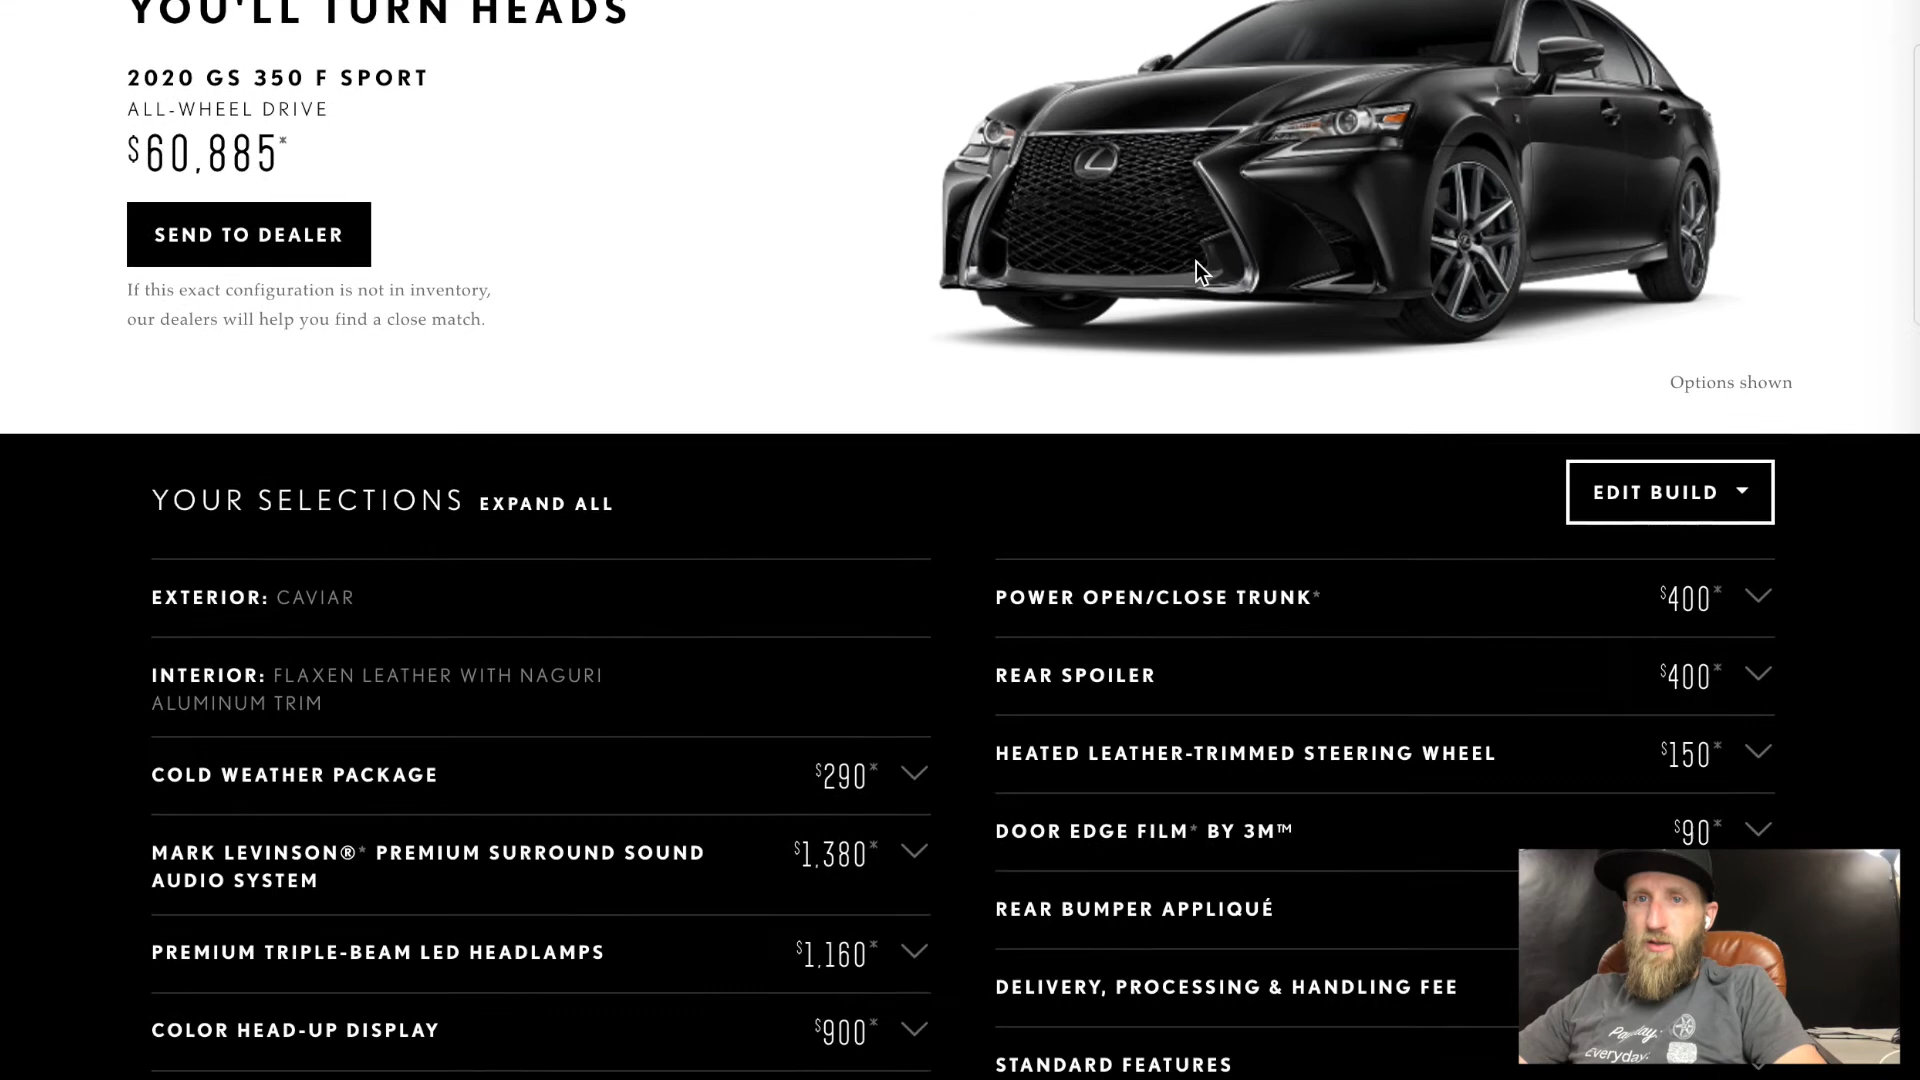 YOU'LL TURN HEADS
2020 GS 350 F SPORT
ALL-WHEEL DRIVE
$60,885*
SEND TO DEALER
If this exact configuration is not in inventory,
our dealers will help you find a close match.
Options shown
YOUR SELECTIONS EXPAND ALL
EDIT BUILD
EXTERIOR: CAVIAR
INTERIOR: FLAXEN LEATHER WITH NAGURI
ALUMINUM TRIM
COLD WEATHER PACKAGE $290*
MARK LEVINSON®* PREMIUM SURROUND SOUND
AUDIO SYSTEM $1,380*
PREMIUM TRIPLE-BEAM LED HEADLAMPS $1,160*
COLOR HEAD-UP DISPLAY $900*
POWER OPEN/CLOSE TRUNK* $400*
REAR SPOILER $400*
HEATED LEATHER-TRIMMED STEERING WHEEL $150*
DOOR EDGE FILM* BY 3M™ $90*
REAR BUMPER APPLIQUÉ
DELIVERY, PROCESSING & HANDLING FEE
STANDARD FEATURES
Payday.
everyday.